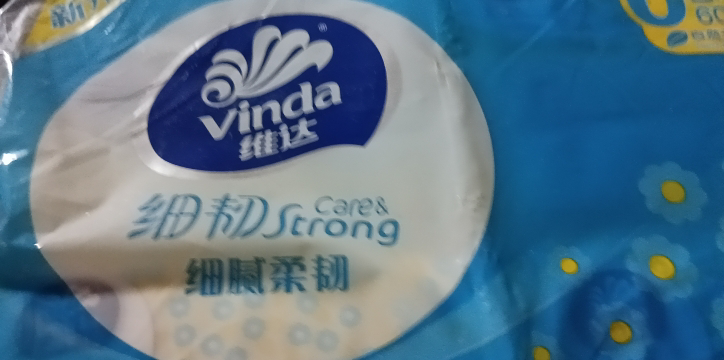 vinda
维达
细韧 Care&
Strong
细腻柔韧